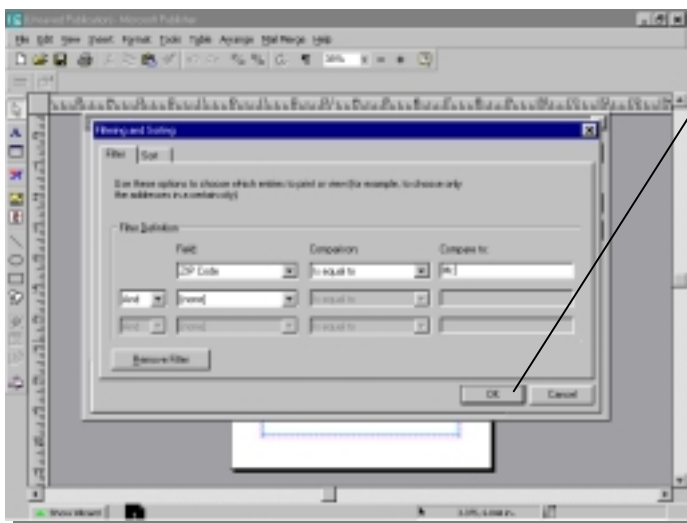 [Unsaved Publication] - Microsoft Publisher
File Edit View Insert Format Tools Table Arrange Mail Merge Help
Filtering and Sorting
Filter Sort
Use these options to choose which entries to print or view (for example, to choose only
the addresses in a certain city).
Filter Definition
Field: Comparison: Compare to:
ZIP Code Is equal to
And (none) Is equal to
And (none) Is equal to
Remove Filter
OK Cancel